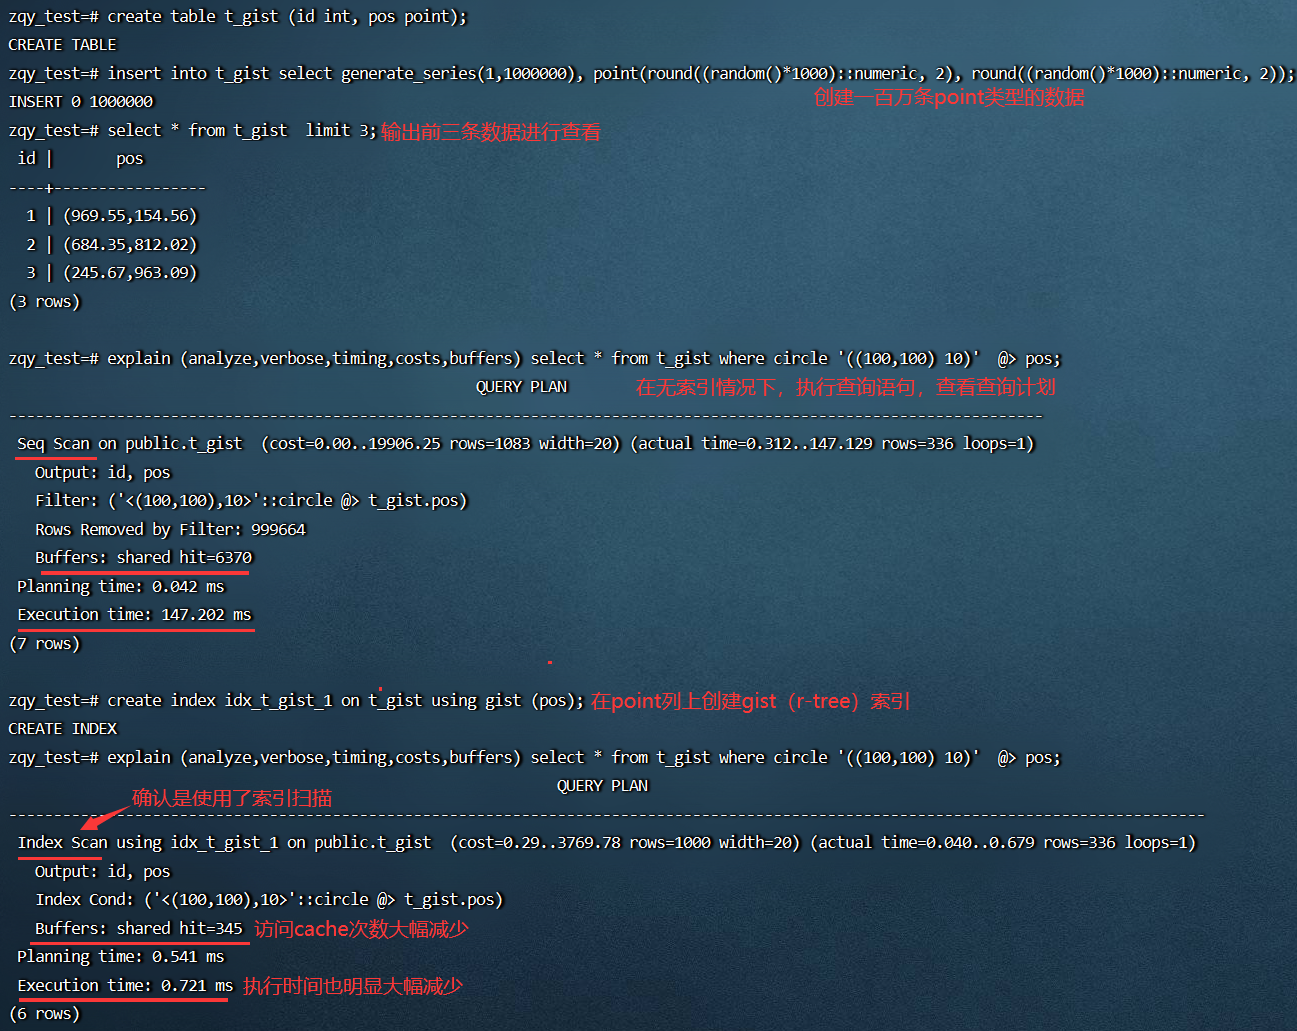 zqy_test=# create table t_gist (id int, pos point);
CREATE TABLE
zqy_test=# insert into t_gist select generate_series(1,1000000), point(round((random()*1000)::numeric, 2), round((random()*1000)::numeric, 2));
INSERT 0 1000000
创建一百万条point类型的数据
zqy_test=# select * from t_gist  limit 3; 输出前三条数据进行查看
 id |       pos
----+-----------------
  1 | (969.55,154.56)
  2 | (684.35,812.02)
  3 | (245.67,963.09)
(3 rows)
zqy_test=# explain (analyze,verbose,timing,costs,buffers) select * from t_gist where circle '((100,100) 10)'  @> pos;
QUERY PLAN 在无索引情况下，执行查询语句，查看查询计划
-------------------------------------------------------------------------------------------------------------------
 Seq Scan on public.t_gist  (cost=0.00..19906.25 rows=1083 width=20) (actual time=0.312..147.129 rows=336 loops=1)
   Output: id, pos
   Filter: ('<(100,100),10>'::circle @> t_gist.pos)
   Rows Removed by Filter: 999664
   Buffers: shared hit=6370
 Planning time: 0.042 ms
 Execution time: 147.202 ms
(7 rows)
zqy_test=# create index idx_t_gist_1 on t_gist using gist (pos); 在point列上创建gist（r-tree）索引
CREATE INDEX
zqy_test=# explain (analyze,verbose,timing,costs,buffers) select * from t_gist where circle '((100,100) 10)'  @> pos;
QUERY PLAN
确认是使用了索引扫描
-------------------------------------------------------------------------------------------------------------------------------------
 Index Scan using idx_t_gist_1 on public.t_gist  (cost=0.29..3769.78 rows=1000 width=20) (actual time=0.040..0.679 rows=336 loops=1)
   Output: id, pos
   Index Cond: ('<(100,100),10>'::circle @> t_gist.pos)
   Buffers: shared hit=345 访问cache次数大幅减少
 Planning time: 0.541 ms
 Execution time: 0.721 ms 执行时间也明显大幅减少
(6 rows)